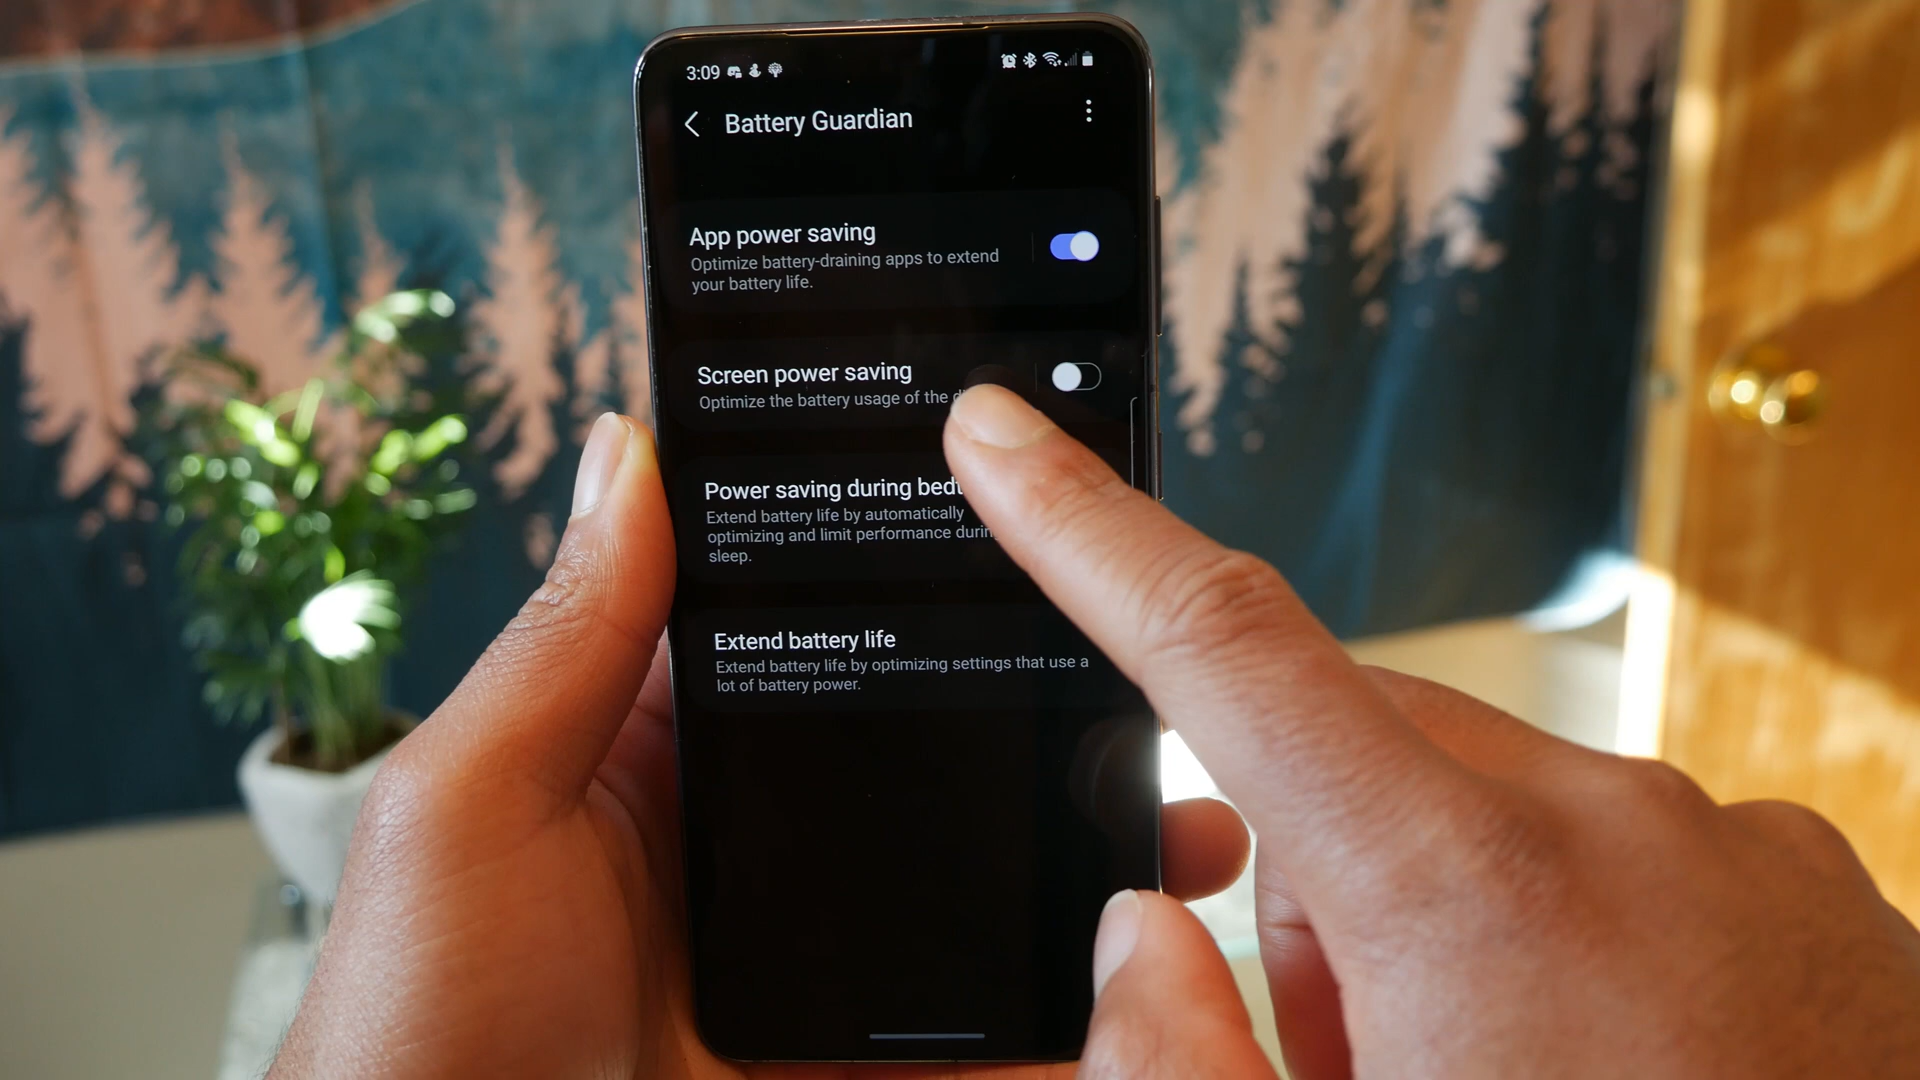 3:09
Battery Guardian
App power saving
Optimize battery-draining apps to extend
your battery life.
Screen power saving
Optimize the battery usage of the
Power saving during
Extend battery life by automatically
optimizing and limit performance
sleep.
Extend battery life
Extend battery life by optimizing settings that use a
lot of battery power.